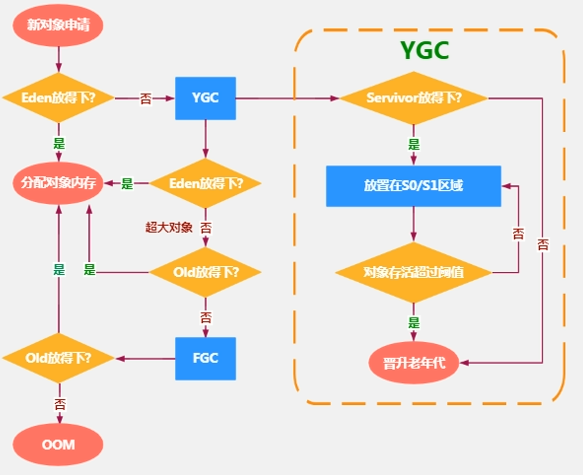 新对象申请
YGC
Eden放得下?
否
YGC
Servivor放得下?
是
是
分配对象内存
是
Eden放得下?
放置在S0/S1区域
超大对象
否
否
否
是
是
Old放得下?
对象存活超过阈值
否
是
Old放得下?
FGC
晋升老年代
否
OOM